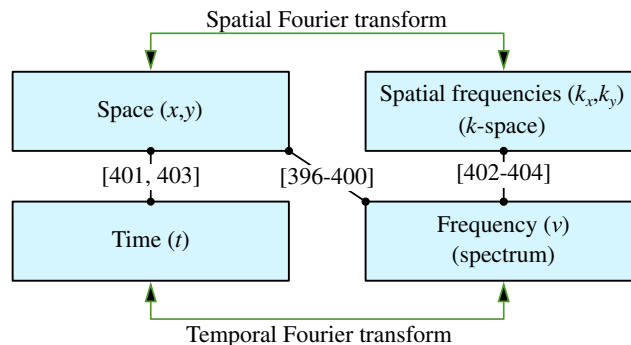 Spatial Fourier transform
Space (x,y)
Spatial frequencies (kx,ky)
(k-space)
[401, 403]
[396-400]
[402-404]
Time (t)
Frequency (ν)
(spectrum)
Temporal Fourier transform